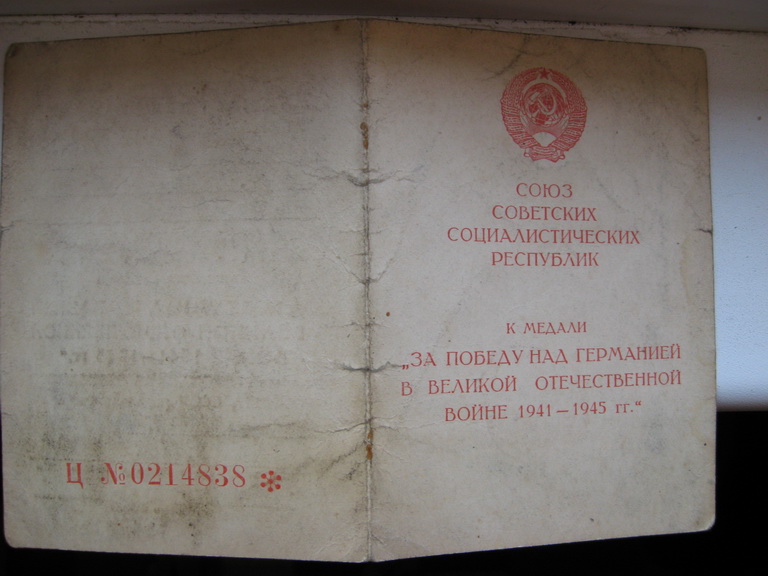 Ц №0214838 *
СОЮЗ
СОВЕТСКИХ
СОЦИАЛИСТИЧЕСКИХ
РЕСПУБЛИК
К МЕДАЛИ
„ЗА ПОБЕДУ НАД ГЕРМАНИЕЙ
В ВЕЛИКОЙ ОТЕЧЕСТВЕННОЙ
ВОЙНЕ 1941—1945 гг.“